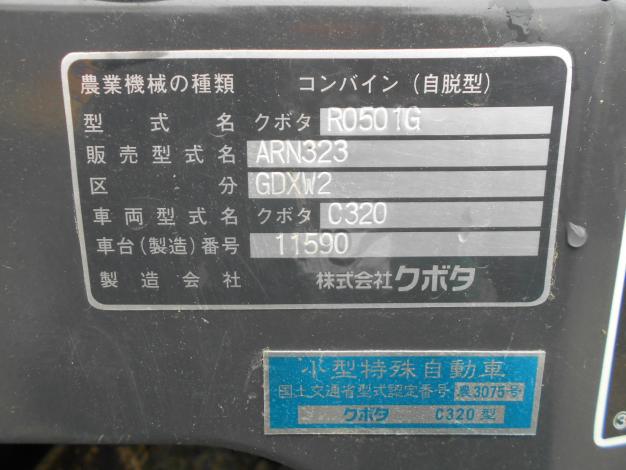 農業機械の種類 コンバイン(自脱型)
型式名 クボタ RO501G
販売型式名 ARN323
区分 GDXW2
車両型式名 クボタ C320
車台(製造)番号 11590
製造会社 株式会社クボタ
小型特殊自動車
国土交通省型式認定番号 農3075号
クボタ C320型